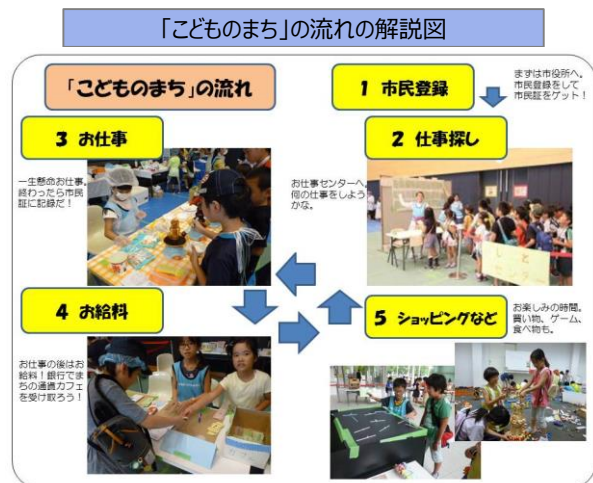 「こどものまち」の流れの解説図
「こどものまち」の流れ
1 市民登録
まずは市役所へ。
市民登録をして
市民証をゲット！
2 仕事探し
お仕事センターへ。
何の仕事をしよう
かな。
3 お仕事
一生懸命お仕事。
終わったら市民
証に記録だ！
4 お給料
お仕事の後はお
給料！銀行でま
ちの通貨カフェ
を受け取ろう！
5 ショッピングなど
お楽しみの時間。
買い物、ゲーム、
食べ物も。